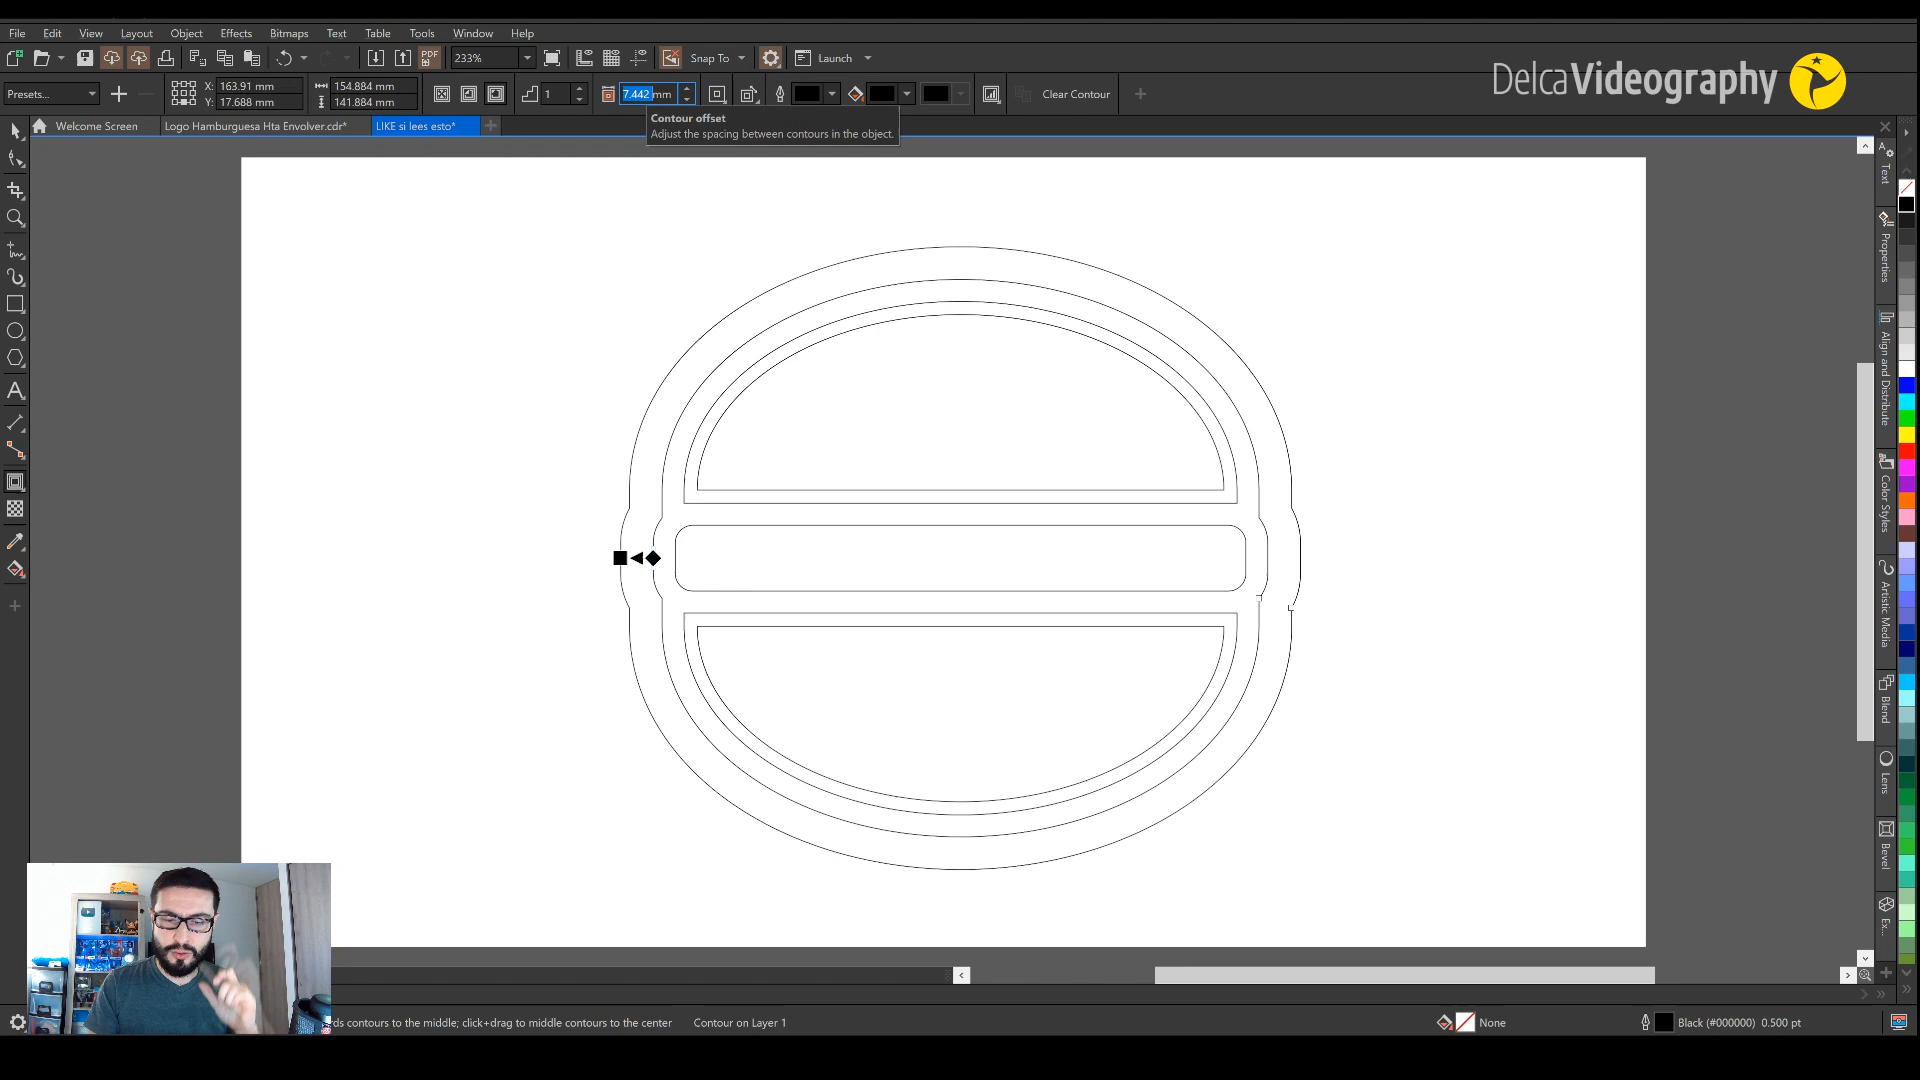 File Edit View Layout Object Effects Bitmaps Text Table Tools Window Help
PDF 233% Snap To Launch
DelcaVideography
Presets... X: 163.91 mm 154.884 mm 1 7.442 mm Clear Contour
Y: 17.688 mm 141.884 mm
Contour offset
Adjust the spacing between contours in the object.
Welcome Screen Logo Hamburguesa Hta Envolver.cdr* LIKE si lees esto*
Text
Properties
Align and Distribute
Color Styles
Artistic Media
Blend
Lens
Bevel
Ex...
ds contours to the middle; click+drag to middle contours to the center Contour on Layer 1 None Black (#000000) 0.500 pt